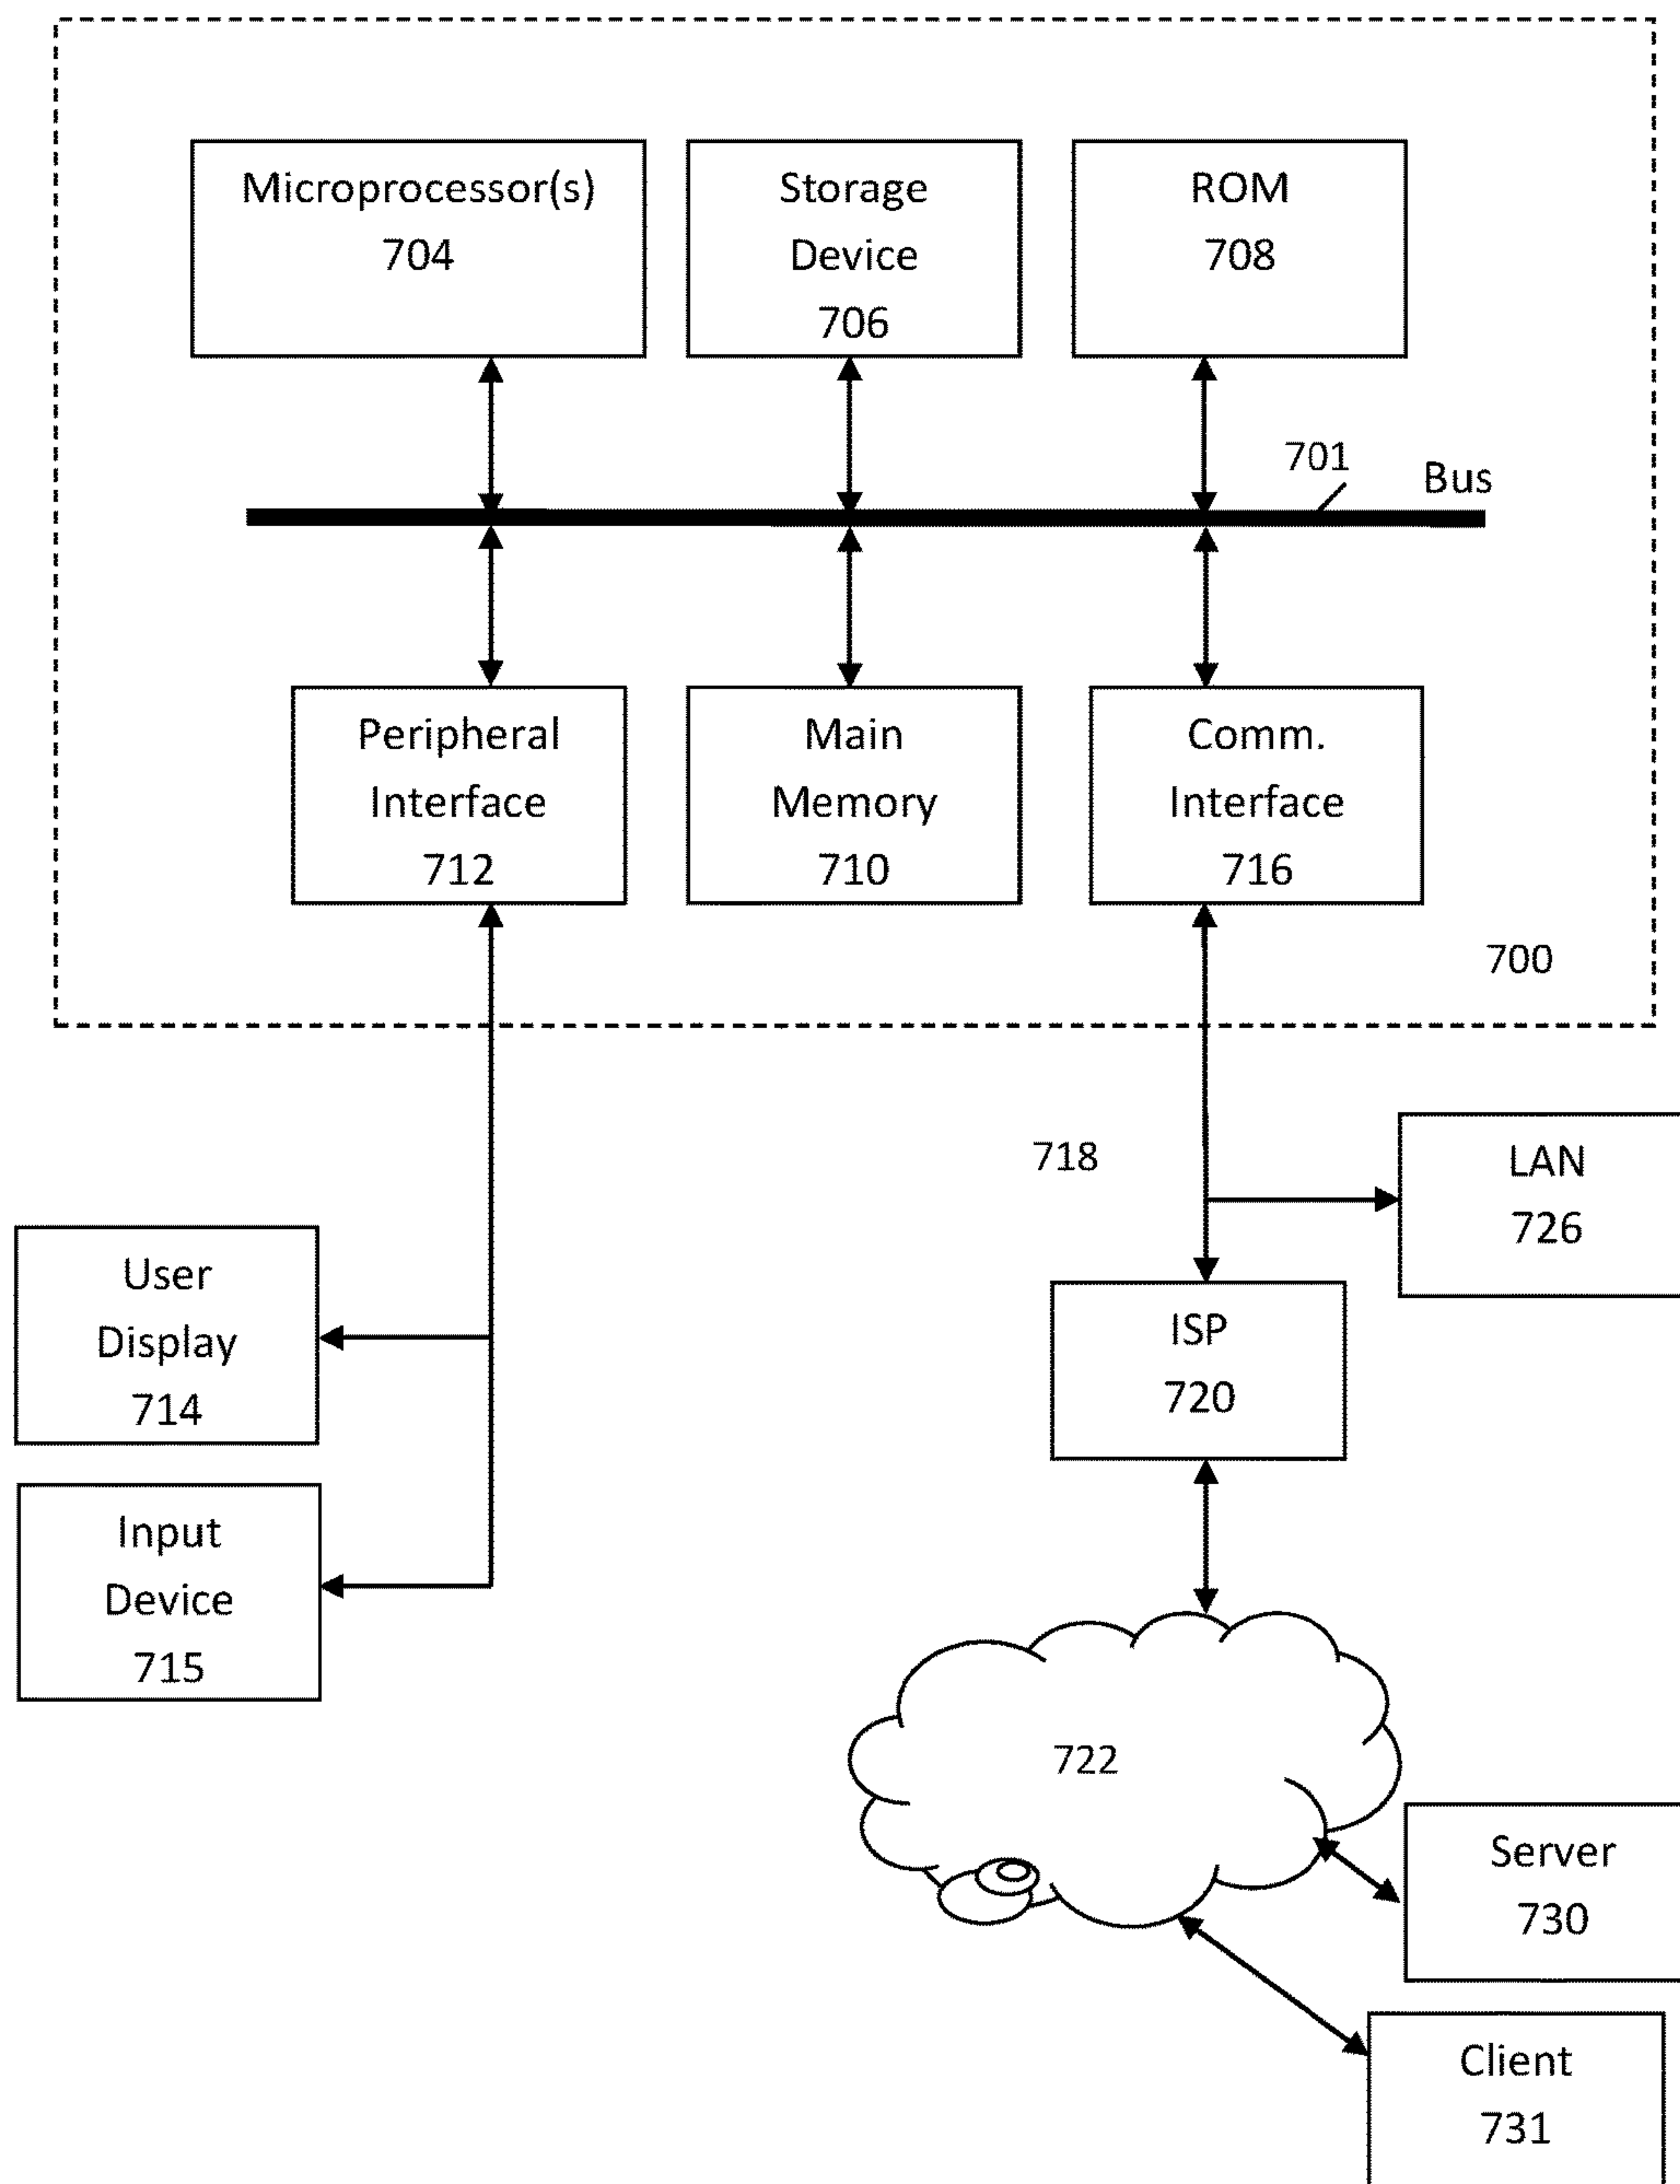 Microprocessor(s)
704
Storage
Device
706
ROM
708
701
Bus
Peripheral
Interface
712
Main
Memory
710
Comm.
Interface
716
700
718
LAN
726
User
Display
714
ISP
720
Input
Device
715
722
Server
730
Client
731